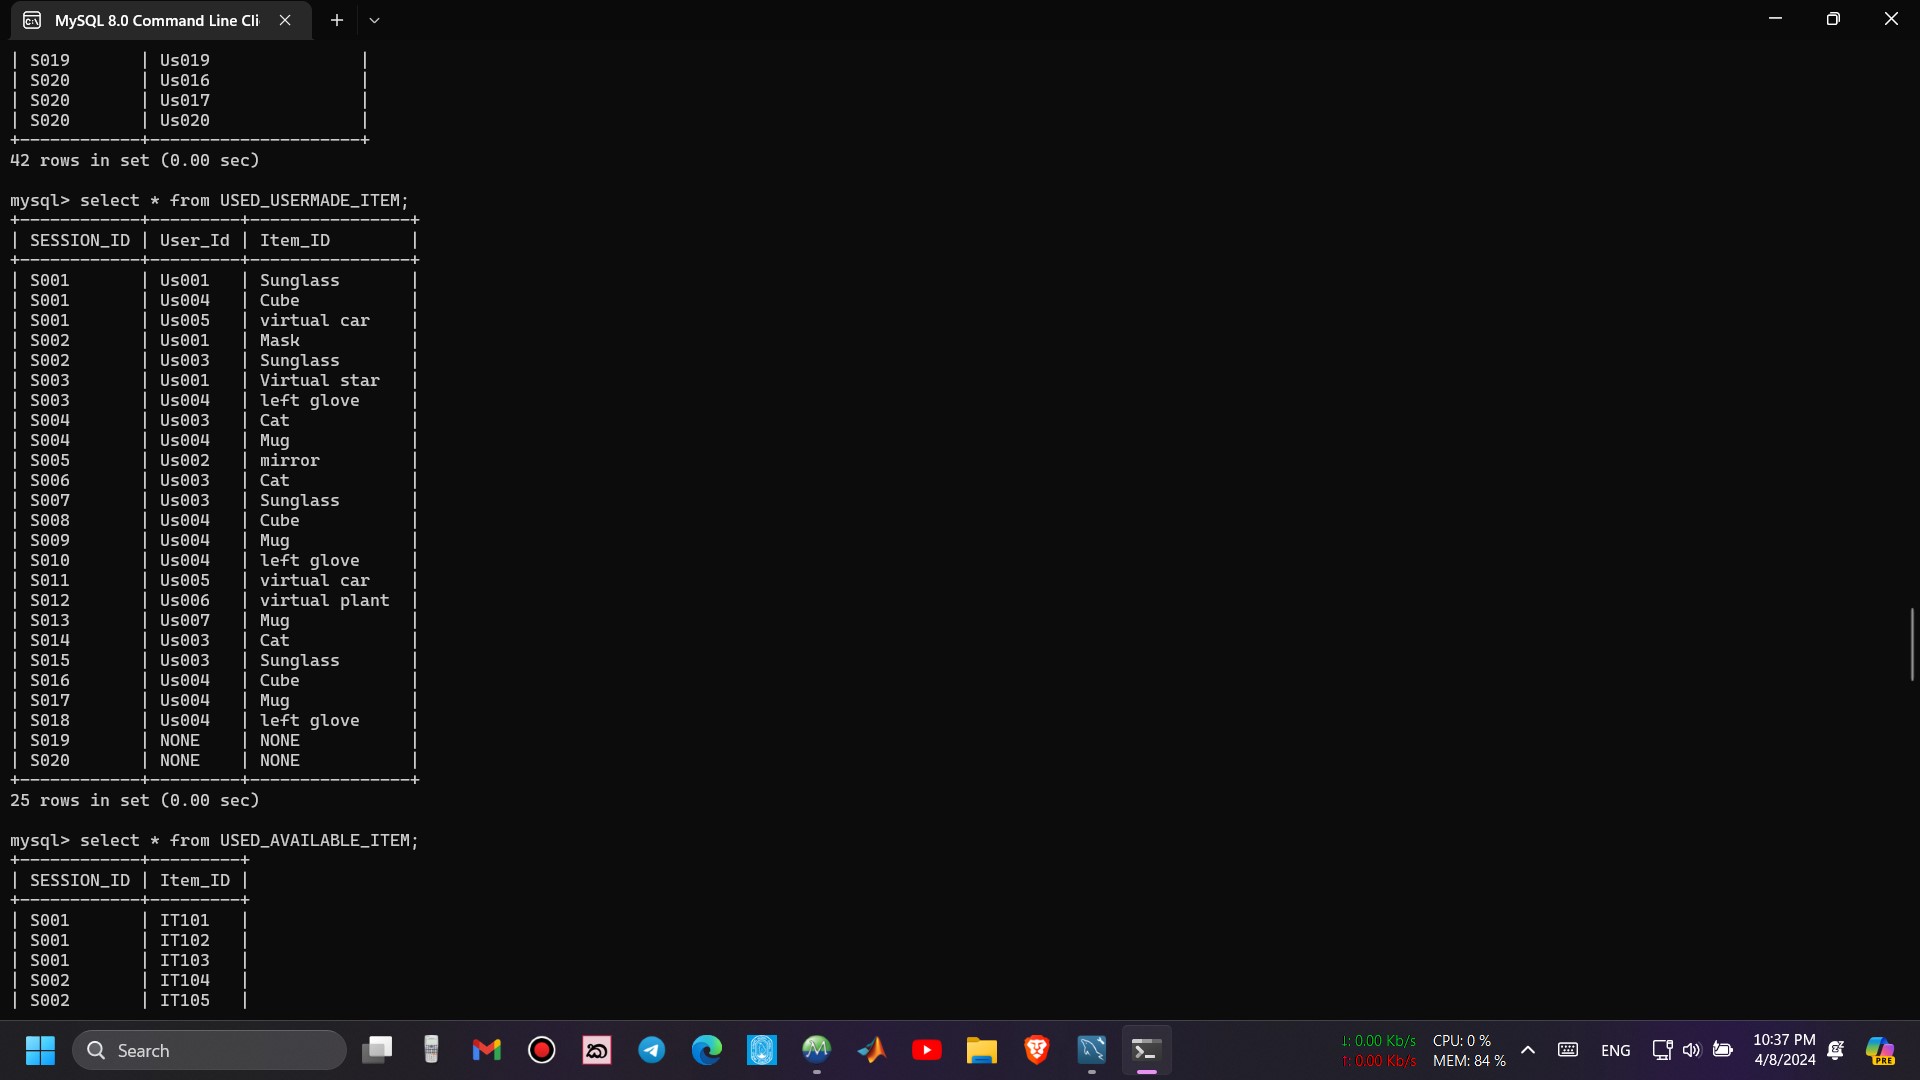 MySQL 8.0 Command Line Cli
| S019 | Us019 |
| S020 | Us016 |
| S020 | Us017 |
| S020 | Us020 |
+------------+---------------------+
42 rows in set (0.00 sec)
mysql> select * from USED_USERMADE_ITEM;
+------------+---------+----------------+
| SESSION_ID | User_Id | Item_ID |
+------------+---------+----------------+
| S001 | Us001 | Sunglass |
| S001 | Us004 | Cube |
| S001 | Us005 | virtual car |
| S002 | Us001 | Mask |
| S002 | Us003 | Sunglass |
| S003 | Us001 | Virtual star |
| S003 | Us004 | left glove |
| S004 | Us003 | Cat |
| S004 | Us004 | Mug |
| S005 | Us002 | mirror |
| S006 | Us003 | Cat |
| S007 | Us003 | Sunglass |
| S008 | Us004 | Cube |
| S009 | Us004 | Mug |
| S010 | Us004 | left glove |
| S011 | Us005 | virtual car |
| S012 | Us006 | virtual plant |
| S013 | Us007 | Mug |
| S014 | Us003 | Cat |
| S015 | Us003 | Sunglass |
| S016 | Us004 | Cube |
| S017 | Us004 | Mug |
| S018 | Us004 | left glove |
| S019 | NONE | NONE |
| S020 | NONE | NONE |
+------------+---------+----------------+
25 rows in set (0.00 sec)
mysql> select * from USED_AVAILABLE_ITEM;
+------------+---------+
| SESSION_ID | Item_ID |
+------------+---------+
| S001 | IT101 |
| S001 | IT102 |
| S001 | IT103 |
| S002 | IT104 |
| S002 | IT105 |
Search
↓: 0.00 Kb/s CPU: 0 %
↑: 0.00 Kb/s MEM: 84 %
ENG
10:37 PM
4/8/2024
PRE